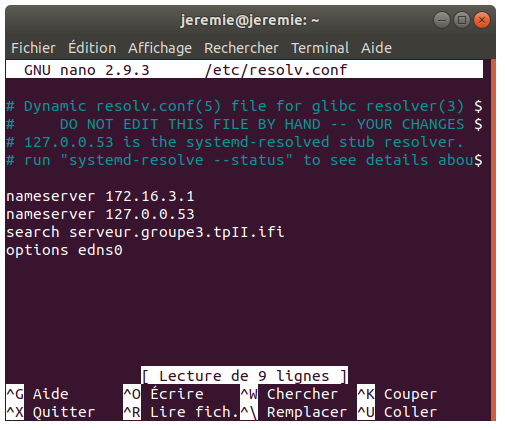 jeremie@jeremie: ~
Fichier Édition Affichage Rechercher Terminal Aide
GNU nano 2.9.3 /etc/resolv.conf
# Dynamic resolv.conf(5) file for glibc resolver(3) $
# DO NOT EDIT THIS FILE BY HAND -- YOUR CHANGES $
# 127.0.0.53 is the systemd-resolved stub resolver.
# run "systemd-resolve --status" to see details abou$
nameserver 172.16.3.1
nameserver 127.0.0.53
search serveur.groupe3.tpII.ifi
options edns0
[ Lecture de 9 lignes ]
^G Aide ^O Écrire ^W Chercher ^K Couper
^X Quitter ^R Lire fich.^\ Remplacer ^U Coller